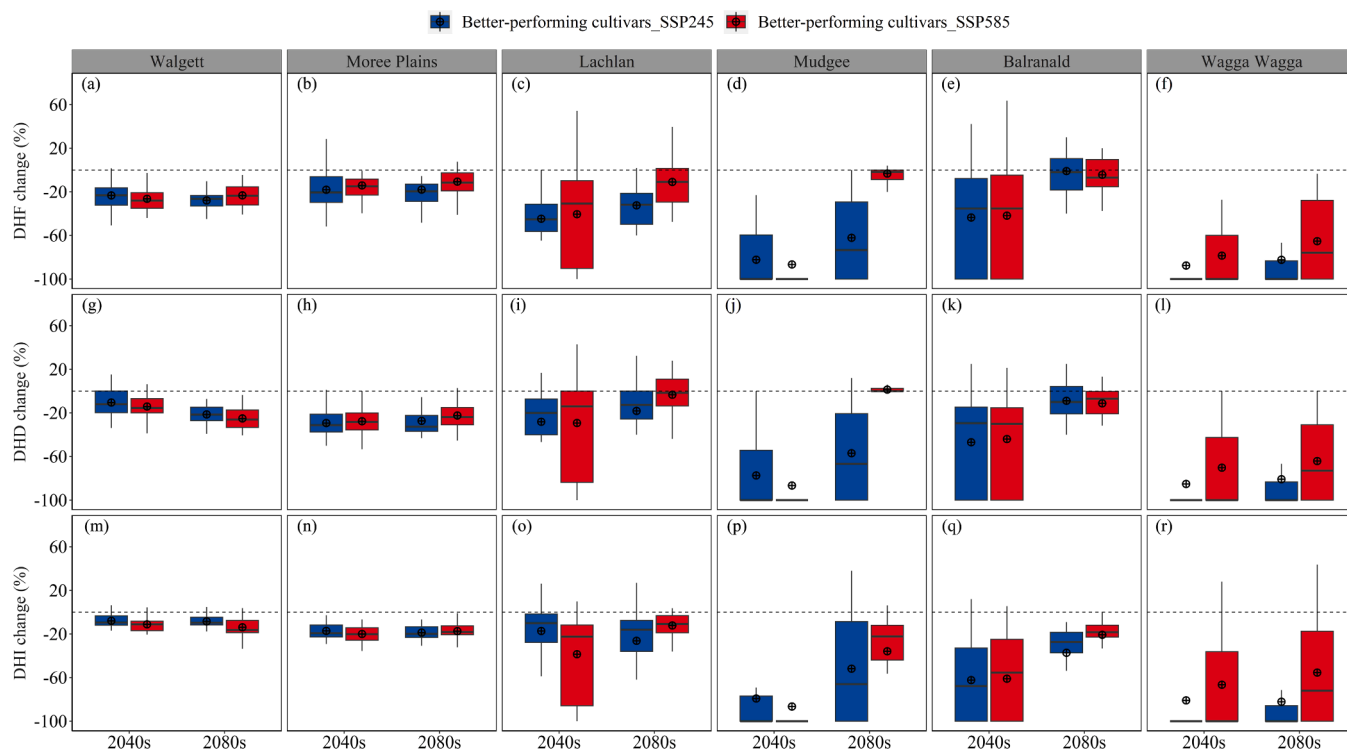 Better-performing cultivars_SSP245 Better-performing cultivars_SSP585
Walgett Moree Plains Lachlan Mudgee Balranald Wagga Wagga
(a) (b) (c) (d) (e) (f)
DHF change (%)
60
20
-20
-60
-100
(g) (h) (i) (j) (k) (l)
DHD change (%)
60
20
-20
-60
-100
(m) (n) (o) (p) (q) (r)
DHI change (%)
60
20
-20
-60
-100
2040s 2080s 2040s 2080s 2040s 2080s 2040s 2080s 2040s 2080s 2040s 2080s